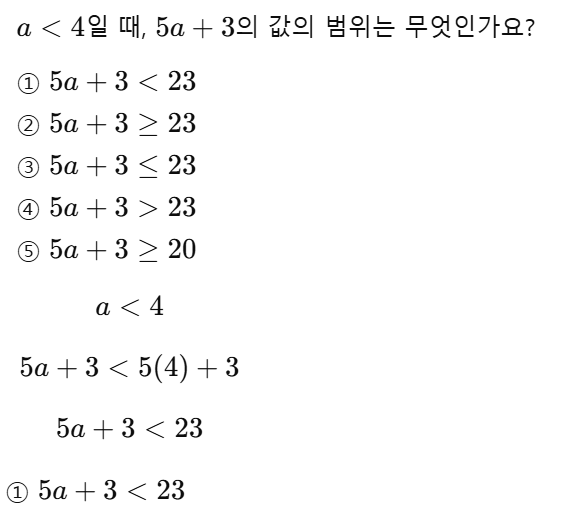 a < 4일 때, 5a + 3의 값의 범위는 무엇인가요?
① 5a + 3 < 23
② 5a + 3 ≥ 23
③ 5a + 3 ≤ 23
④ 5a + 3 > 23
⑤ 5a + 3 ≥ 20
a < 4
5a + 3 < 5(4) + 3
5a + 3 < 23
① 5a + 3 < 23